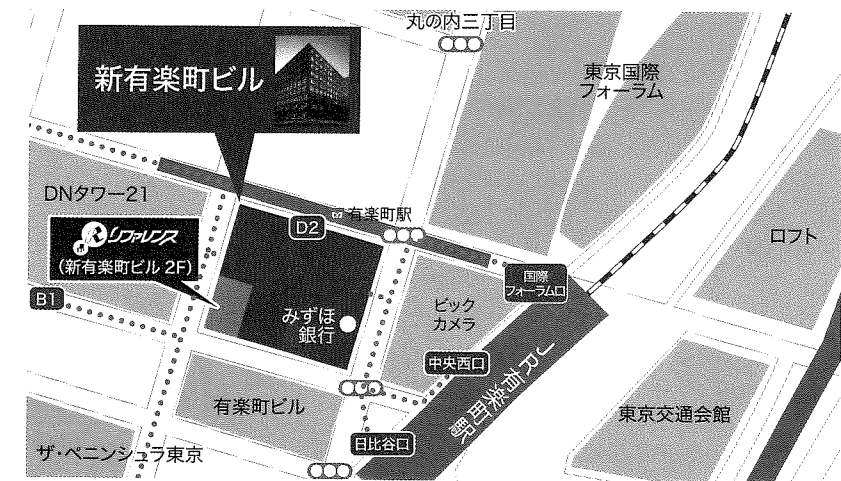 丸の内三丁目
新有楽町ビル
東京国際
フォーラム
DNタワー21
有楽町駅
D2
ロフト
リファレンス
(新有楽町ビル 2F)
国際
フォーラム口
B1
ビック
カメラ
みずほ
銀行
中央西口
JR有楽町駅
有楽町ビル
東京交通会館
日比谷口
ザ・ペニンシュラ東京